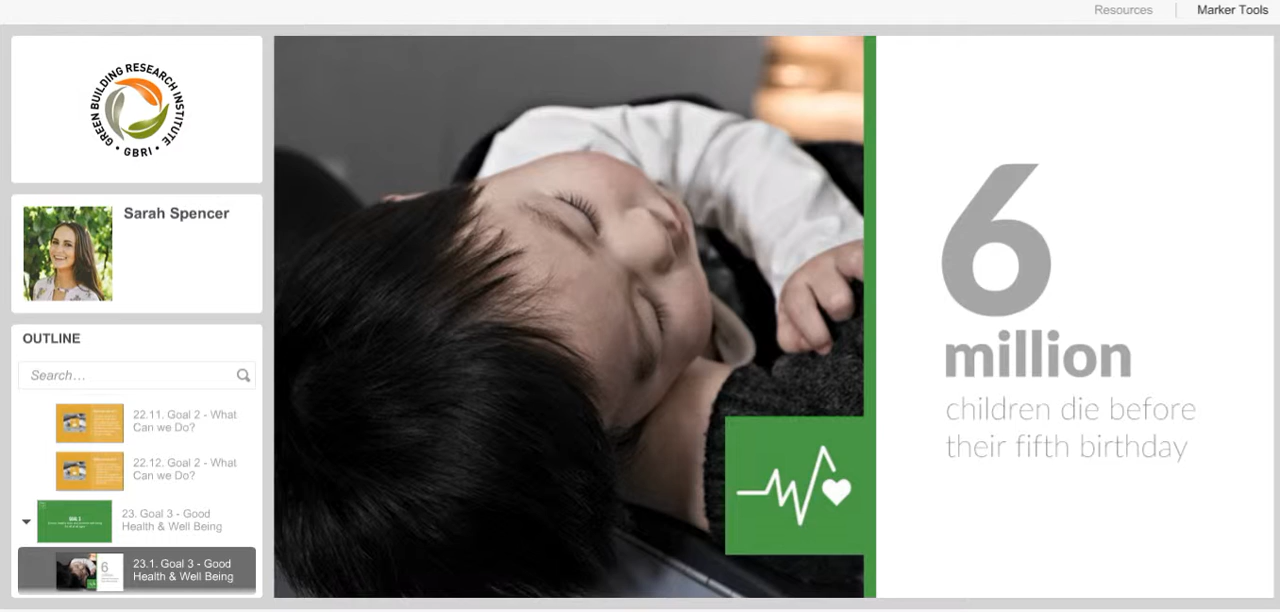 Resources
Marker Tools
GREEN BUILDING RESEARCH INSTITUTE
• GBRI •
Sarah Spencer
OUTLINE
Search...
22.11. Goal 2 - What
Can we Do?
22.12. Goal 2 - What
Can we Do?
23. Goal 3 - Good
Health & Well Being
23.1. Goal 3 - Good
Health & Well Being
6
million
children die before
their fifth birthday